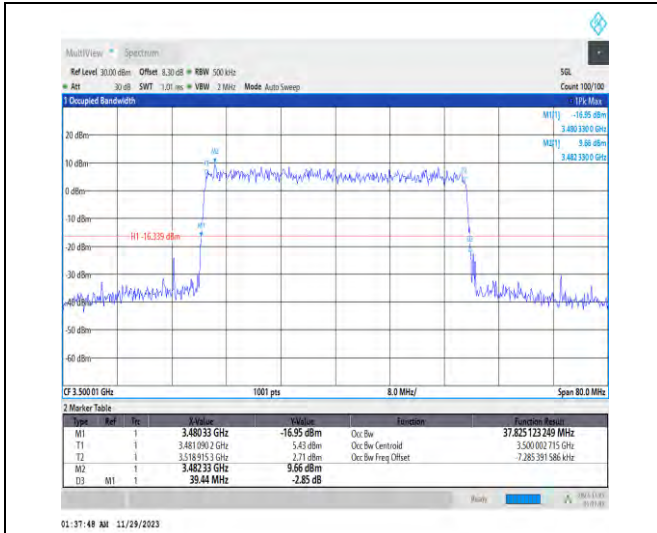 MultiView Spectrum
Ref Level 30.00 dBm Offset 8.30 dB RBW 500 kHz SGL
Att 30 dB SWT 1.01 ms VBW 2 MHz Mode Auto Sweep Count 100/100
1 Occupied Bandwidth 1Pk Max
M1[1] -16.95 dBm
3.480 330 0 GHz
M2[1] 9.66 dBm
3.482 330 0 GHz
20 dBm
10 dBm
M2
0 dBm
-10 dBm
M1
H1 -16.339 dBm
-20 dBm
-30 dBm
-40 dBm
-50 dBm
-60 dBm
CF 3.500 01 GHz 1001 pts 8.0 MHz/ Span 80.0 MHz
2 Marker Table
Type Ref Trc X-Value Y-Value Function Function Result
M1 1 3.480 33 GHz -16.95 dBm Occ Bw 37.825 123 249 MHz
T1 1 3.481 090 2 GHz 5.43 dBm Occ Bw Centroid 3.500 002 715 GHz
T2 1 3.518 915 3 GHz 2.71 dBm Occ Bw Freq Offset -7.285 391 586 kHz
M2 1 3.482 33 GHz 9.66 dBm
D3 M1 1 39.44 MHz -2.85 dB
Ready
01:37:48 AM 11/29/2023